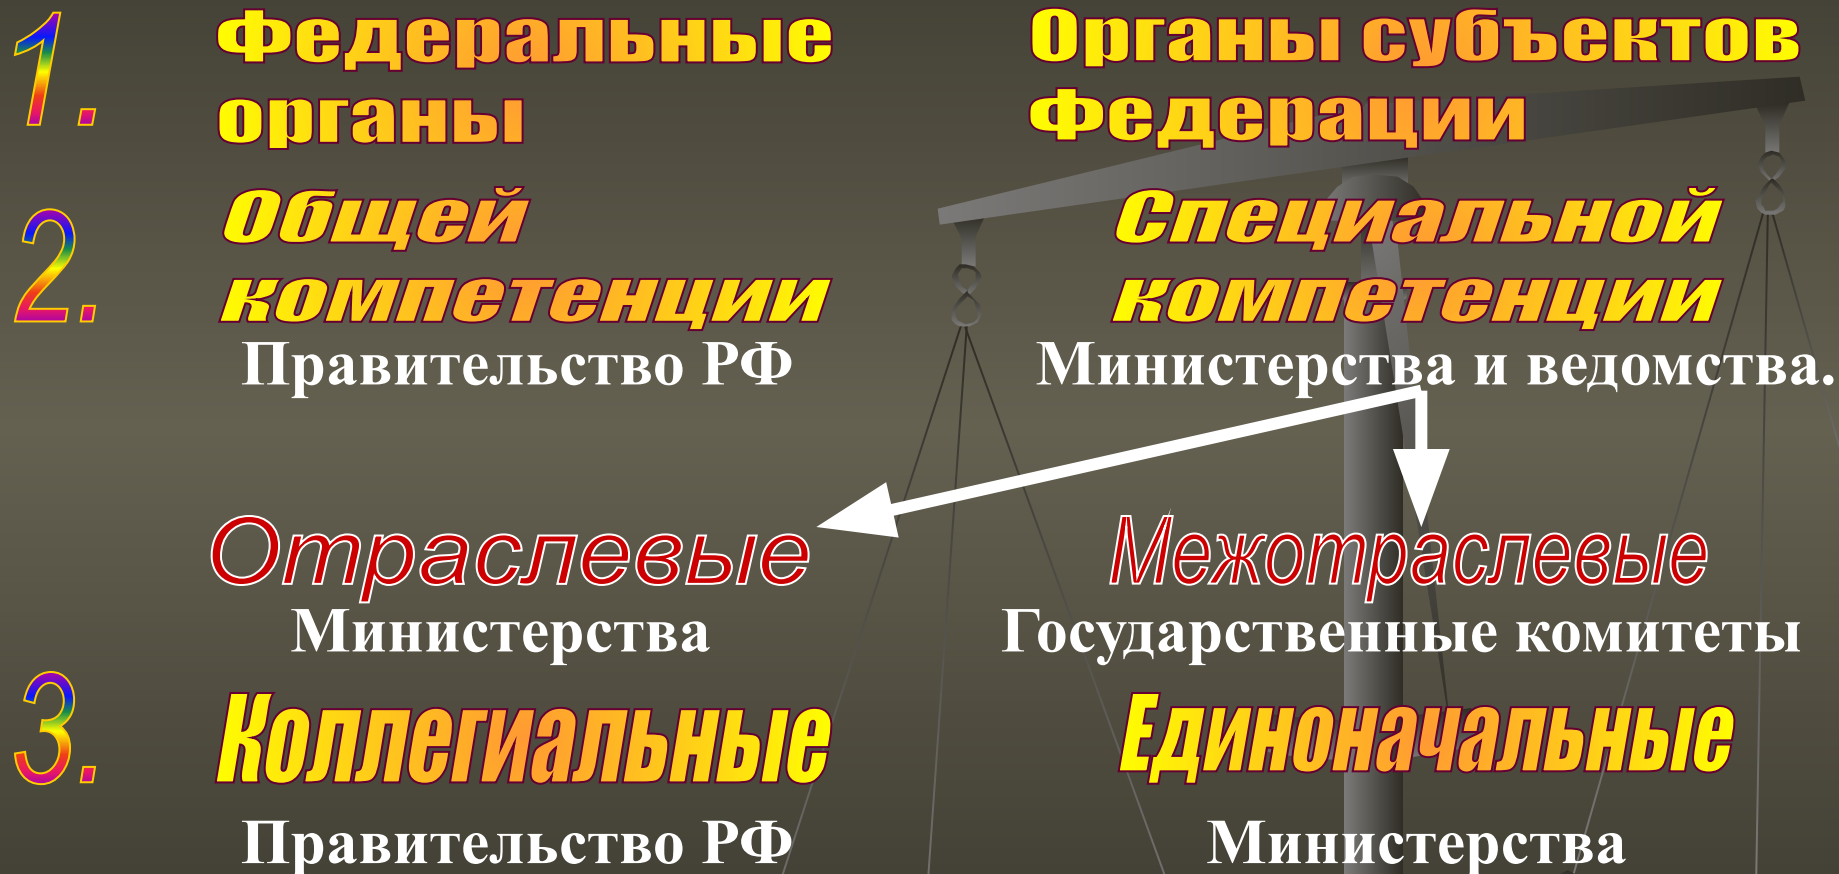 1.
Федеральные
органы
Органы субъектов
Федерации
2.
Общей
компетенции
Правительство РФ
Специальной
компетенции
Министерства и ведомства.
Отраслевые
Министерства
Межотраслевые
Государственные комитеты
3.
Коллегиальные
Правительство РФ
Единоначальные
Министерства